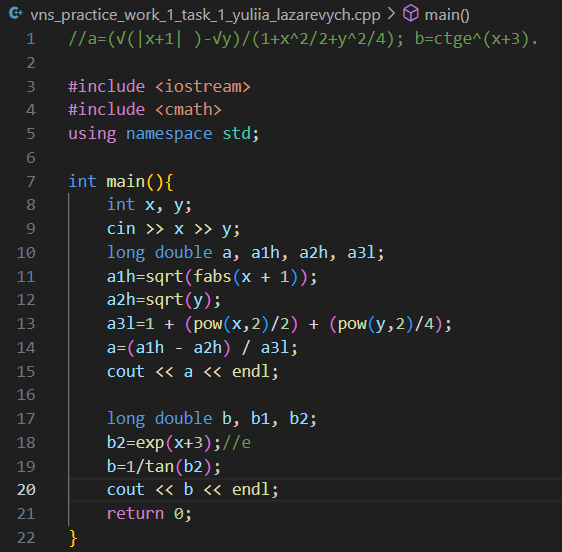 vns_practice_work_1_task_1_yuliia_lazarevych.cpp > main()
1 //a=(√(|x+1| )-√y)/(1+x^2/2+y^2/4); b=ctge^(x+3).
2
3 #include <iostream>
4 #include <cmath>
5 using namespace std;
6
7 int main(){
8     int x, y;
9     cin >> x >> y;
10     long double a, a1h, a2h, a3l;
11     a1h=sqrt(fabs(x + 1));
12     a2h=sqrt(y);
13     a3l=1 + (pow(x,2)/2) + (pow(y,2)/4);
14     a=(a1h - a2h) / a3l;
15     cout << a << endl;
16
17     long double b, b1, b2;
18     b2=exp(x+3);//e
19     b=1/tan(b2);
20     cout << b << endl;
21     return 0;
22 }